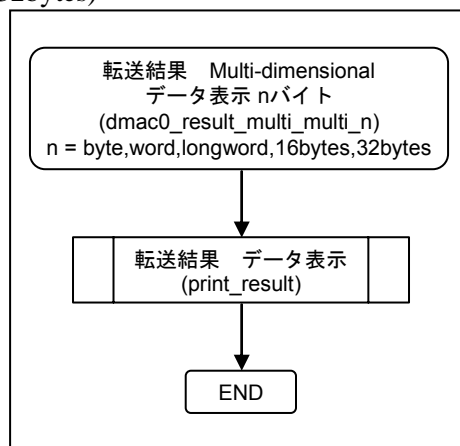 32bytes)
転送結果　Multi-dimensional
データ表示 nバイト
(dmac0_result_multi_multi_n)
n = byte,word,longword,16bytes,32bytes
転送結果　データ表示
(print_result)
END